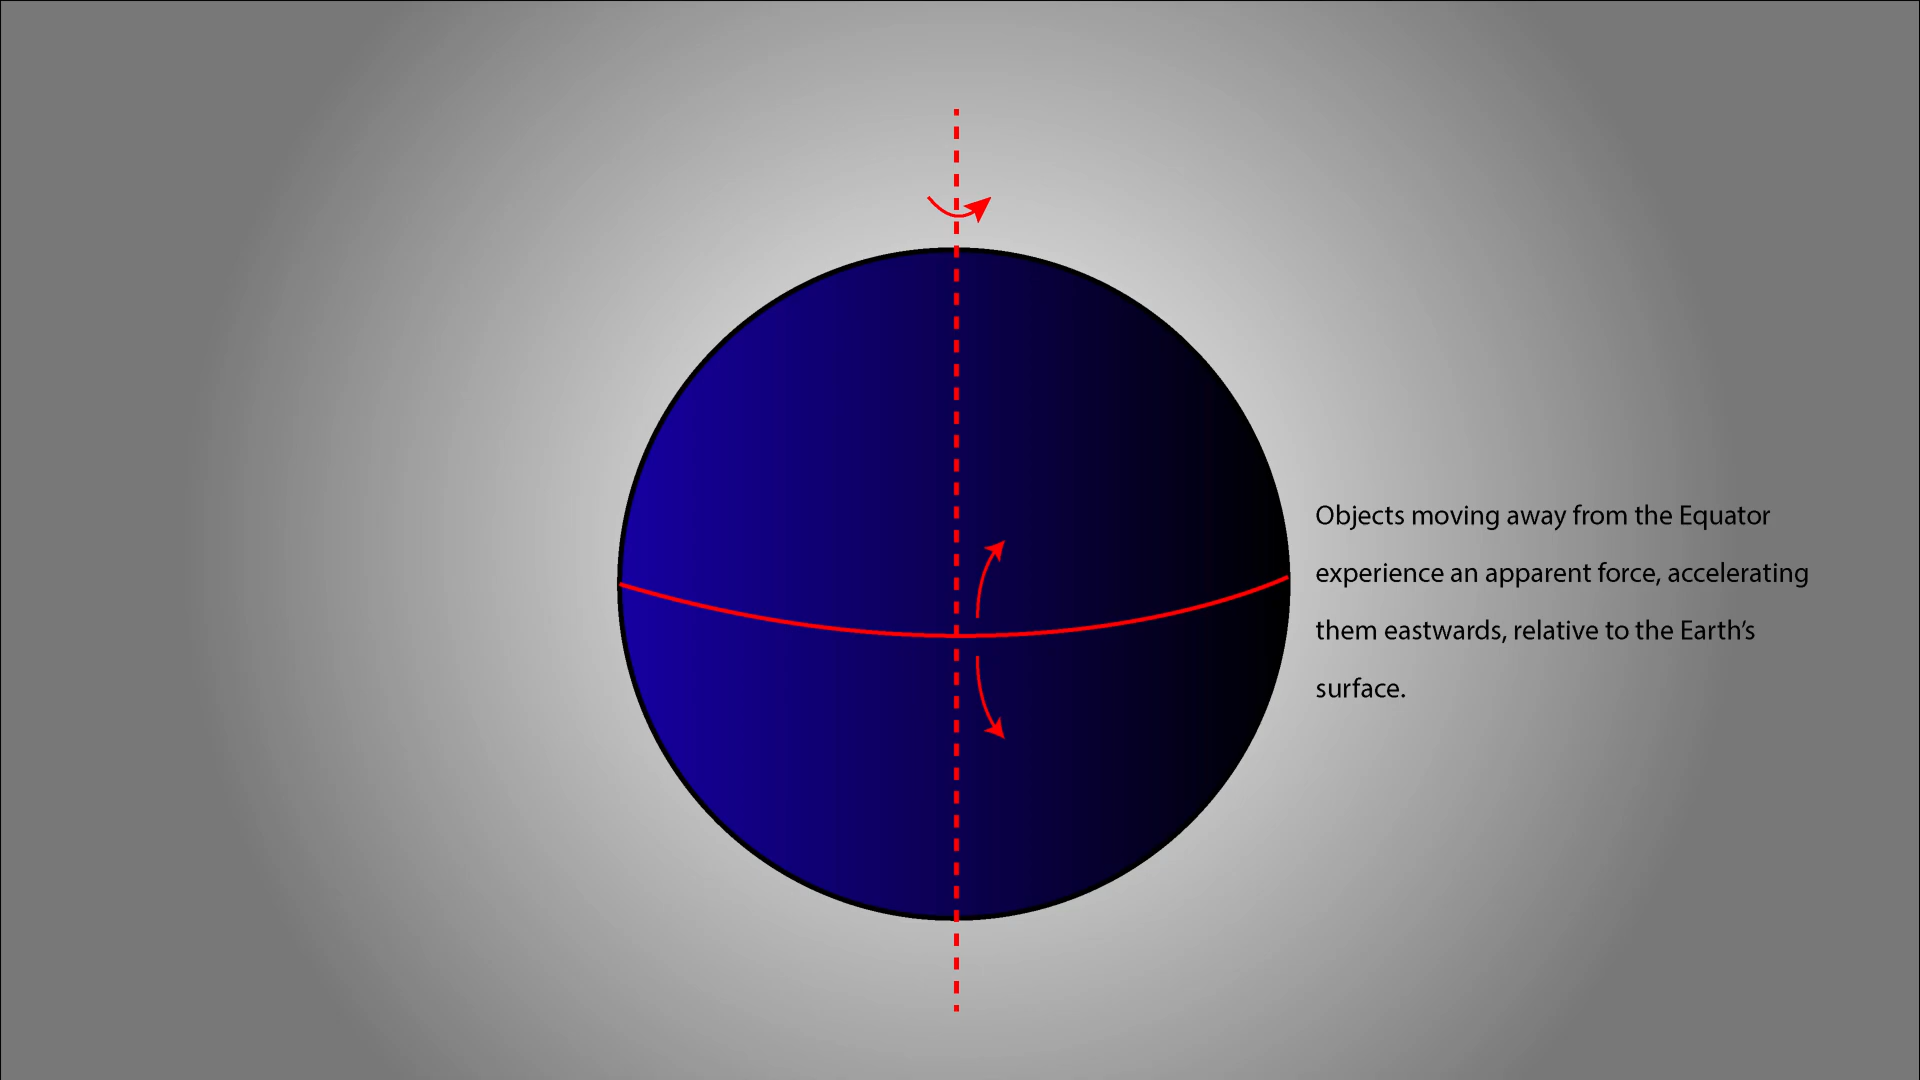 Objects moving away from the Equator
experience an apparent force, accelerating
them eastwards, relative to the Earth’s
surface.